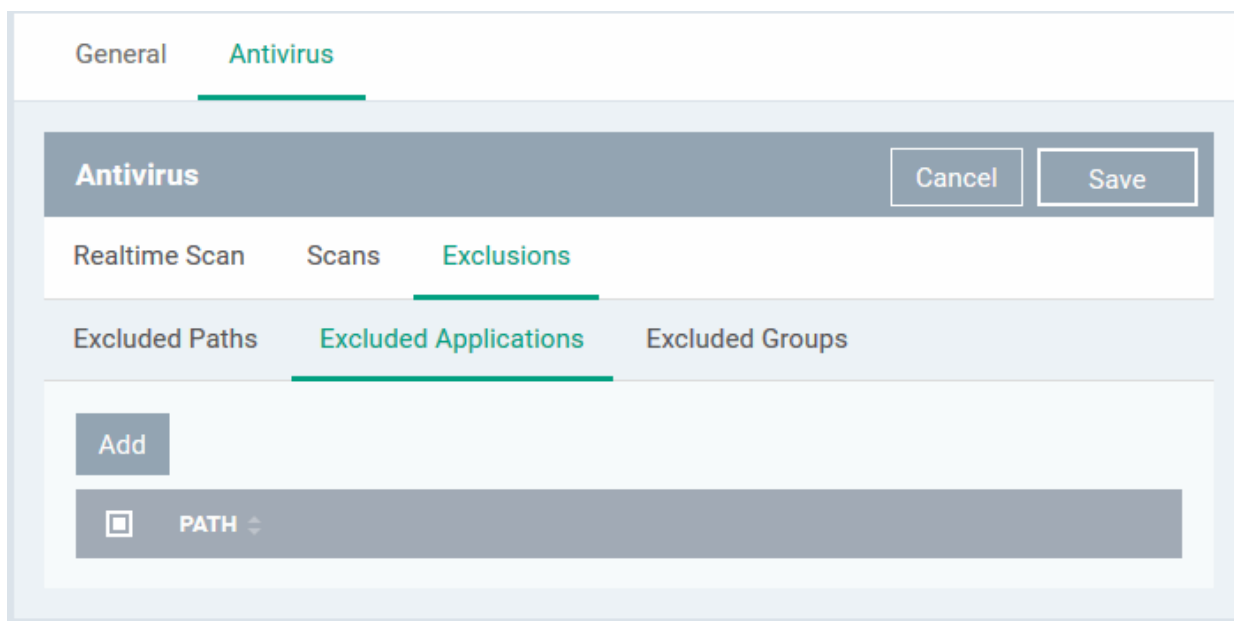 General Antivirus
Antivirus Cancel Save
Realtime Scan Scans Exclusions
Excluded Paths Excluded Applications Excluded Groups
Add
PATH